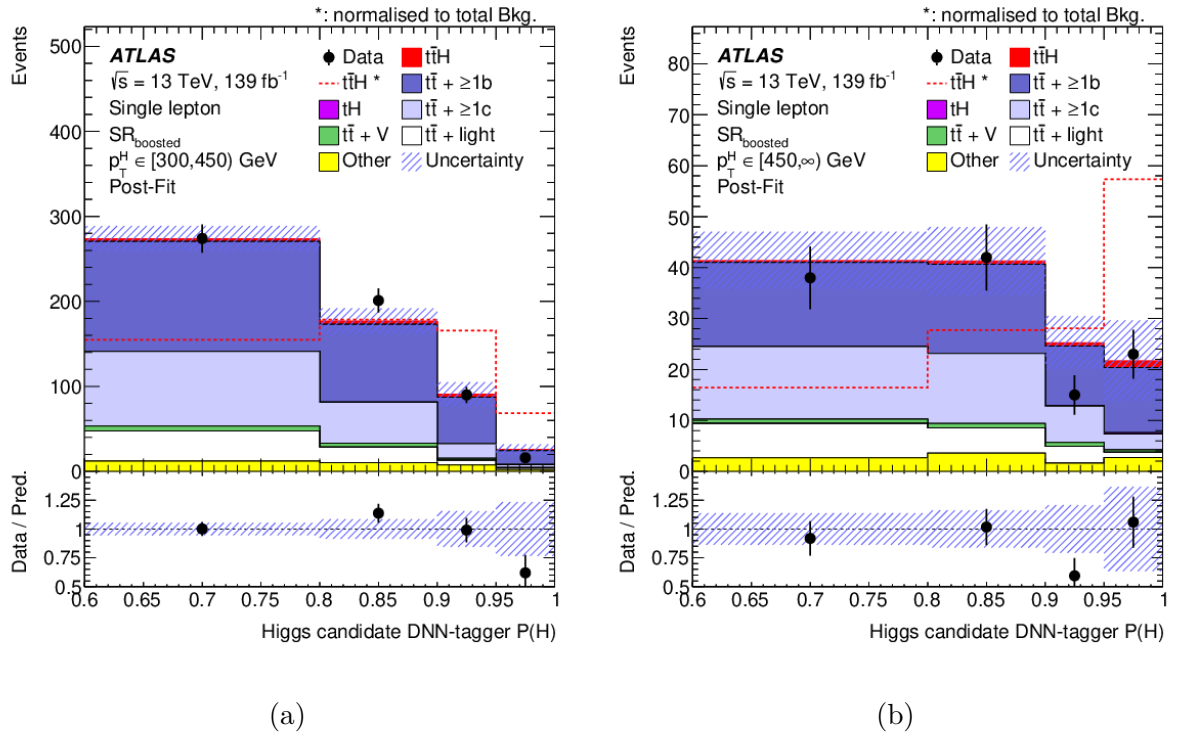 *: normalised to total Bkg.
Events
500
400
300
200
100
0
ATLAS
√s = 13 TeV, 139 fb⁻¹
Single lepton
SR_boosted
p_T^H ∈ [300,450) GeV
Post-Fit
Data
tt̄H
tt̄H *
tt̄ + ≥1b
tH
tt̄ + ≥1c
tt̄ + V
tt̄ + light
Other
Uncertainty
Data / Pred.
1.25
1
0.75
0.5
0.6 0.65 0.7 0.75 0.8 0.85 0.9 0.95 1
Higgs candidate DNN-tagger P(H)
(a)
*: normalised to total Bkg.
Events
80
70
60
50
40
30
20
10
0
ATLAS
√s = 13 TeV, 139 fb⁻¹
Single lepton
SR_boosted
p_T^H ∈ [450,∞) GeV
Post-Fit
Data
tt̄H
tt̄H *
tt̄ + ≥1b
tH
tt̄ + ≥1c
tt̄ + V
tt̄ + light
Other
Uncertainty
Data / Pred.
1.25
1
0.75
0.5
0.6 0.65 0.7 0.75 0.8 0.85 0.9 0.95 1
Higgs candidate DNN-tagger P(H)
(b)